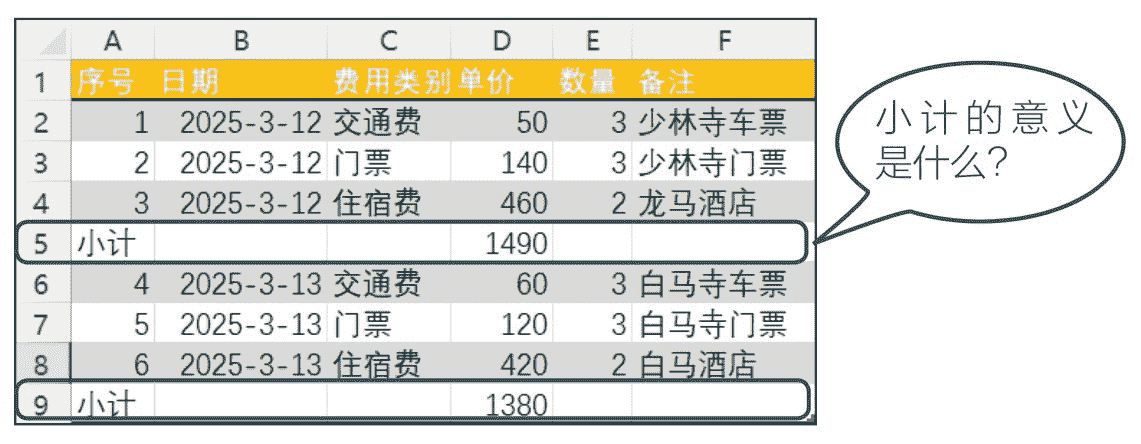 A B C D E F
1 序号 日期 费用类别 单价 数量 备注
2 1 2025-3-12 交通费 50 3 少林寺车票
3 2 2025-3-12 门票 140 3 少林寺门票
4 3 2025-3-12 住宿费 460 2 龙马酒店
5 小计 1490
6 4 2025-3-13 交通费 60 3 白马寺车票
7 5 2025-3-13 门票 120 3 白马寺门票
8 6 2025-3-13 住宿费 420 2 白马酒店
9 小计 1380
小计的意义
是什么？